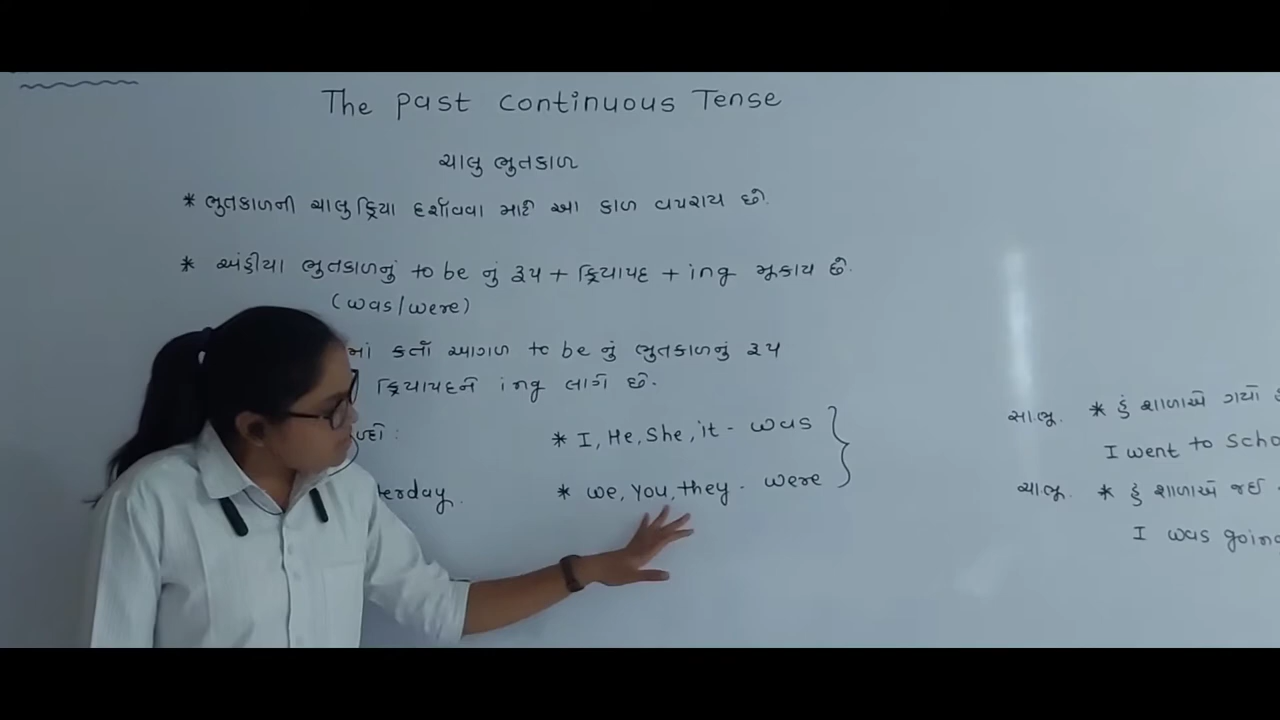 The Past Continuous Tense
ચાલુ ભુતકાળ
* ભુતકાળની ચાલુ ક્રિયા દર્શાવવા માટે આ કાળ વપરાય છે.
* અહીંયા ભુતકાળનું to be નું રૂપ + ક્રિયાપદ + ing મૂકાય છે.
(was/were)
માં કર્તા આગળ to be નું ભુતકાળનું રૂપ
ક્રિયાપદને ing લાગે છે.
* I, He, She, it - was
* we, you, they - were
terday.
સા.ભૂ. * હું શાળાએ ગયો
I went to Scho
ચા.ભૂ. * હું શાળાએ જઈ
I was going